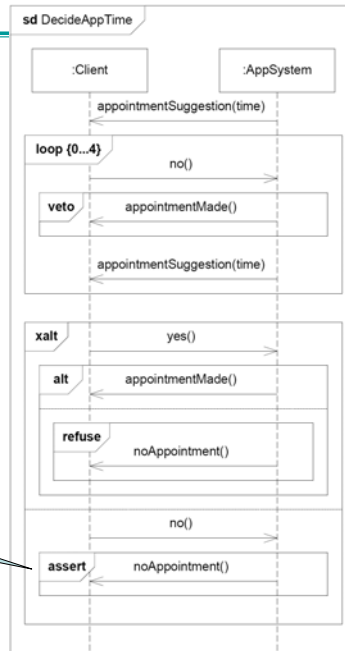 sd DecideAppTime
:Client :AppSystem
appointmentSuggestion(time)
loop {0...4}
no()
veto appointmentMade()
appointmentSuggestion(time)
xalt yes()
alt appointmentMade()
refuse
noAppointment()
no()
assert noAppointment()